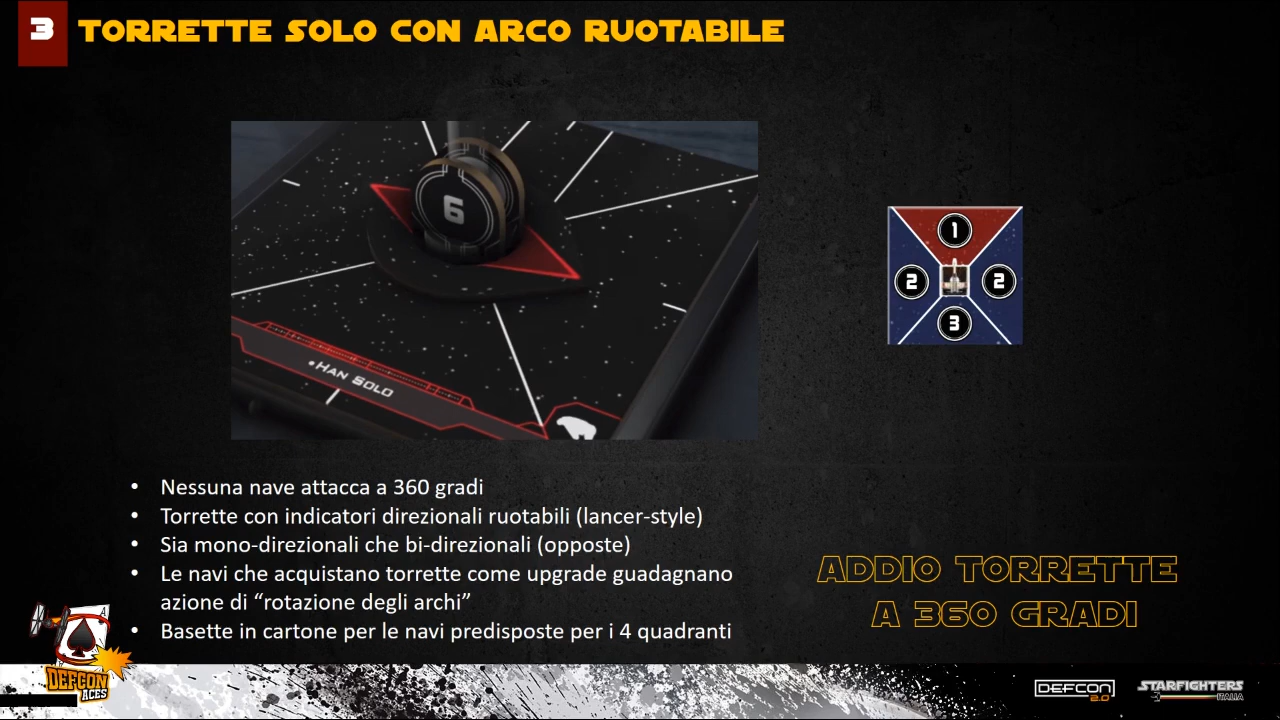 3 TORRETTE SOLO CON ARCO RUOTABILE
6
•HAN SOLO
1
2 2
3
• Nessuna nave attacca a 360 gradi
• Torrette con indicatori direzionali ruotabili (lancer-style)
• Sia mono-direzionali che bi-direzionali (opposte)
• Le navi che acquistano torrette come upgrade guadagnano
azione di “rotazione degli archi”
• Basette in cartone per le navi predisposte per i 4 quadranti
ADDIO TORRETTE
A 360 GRADI
A
DEFCON
ACES
DEFCON
2.0
STARFIGHTERS
ITALIA